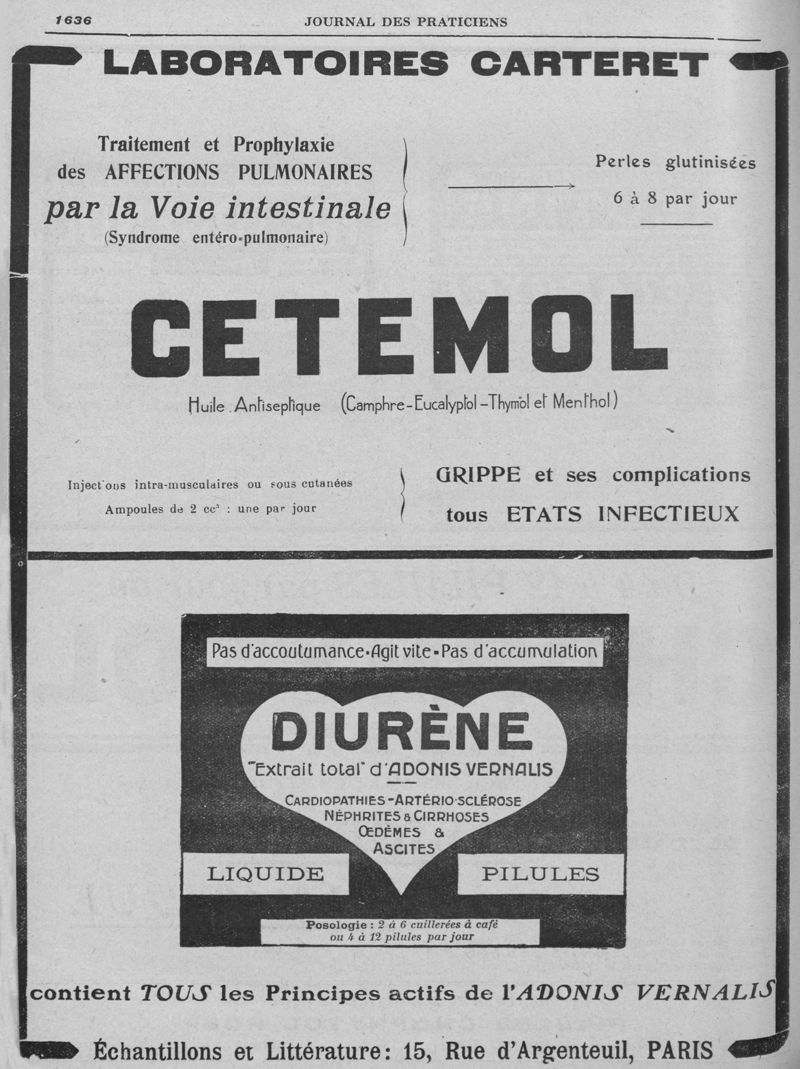 1636
JOURNAL DES PRATICIENS
LABORATOIRES CARTERET
Traitement et Prophylaxie
des AFFECTIONS PULMONAIRES
par la Voie intestinale
(Syndrome entéro-pulmonaire)
Perles glutinisées
6 à 8 par jour
CETEMOL
Huile Antiseptique (Camphre-Eucalyptol-Thymol et Menthol)
Inject'ons intra-musculaires ou sous cutanées
Ampoules de 2 cc³ : une par jour
GRIPPE et ses complications
tous ETATS INFECTIEUX
Pas d'accoutumance-Agit vite-Pas d'accumulation
DIURÈNE
"Extrait total" d'ADONIS VERNALIS
CARDIOPATHIES-ARTÉRIO-SCLÉROSE
NÉPHRITES & CIRRHOSES
ŒDÈMES &
ASCITES
LIQUIDE
PILULES
Posologie : 2 à 6 cuillerées à café
ou 4 à 12 pilules par jour
contient TOUS les Principes actifs de l'ADONIS VERNALIS
Échantillons et Littérature : 15, Rue d'Argenteuil, PARIS